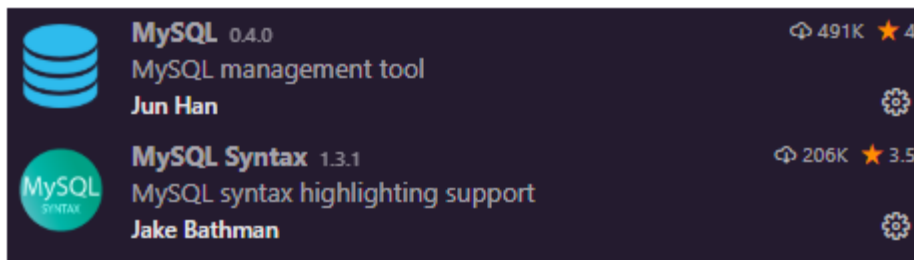 MySQL 0.4.0 491K ★ 4
MySQL management tool
Jun Han
MySQL Syntax 1.3.1 206K ★ 3.5
MySQL
SYNTAX
MySQL syntax highlighting support
Jake Bathman